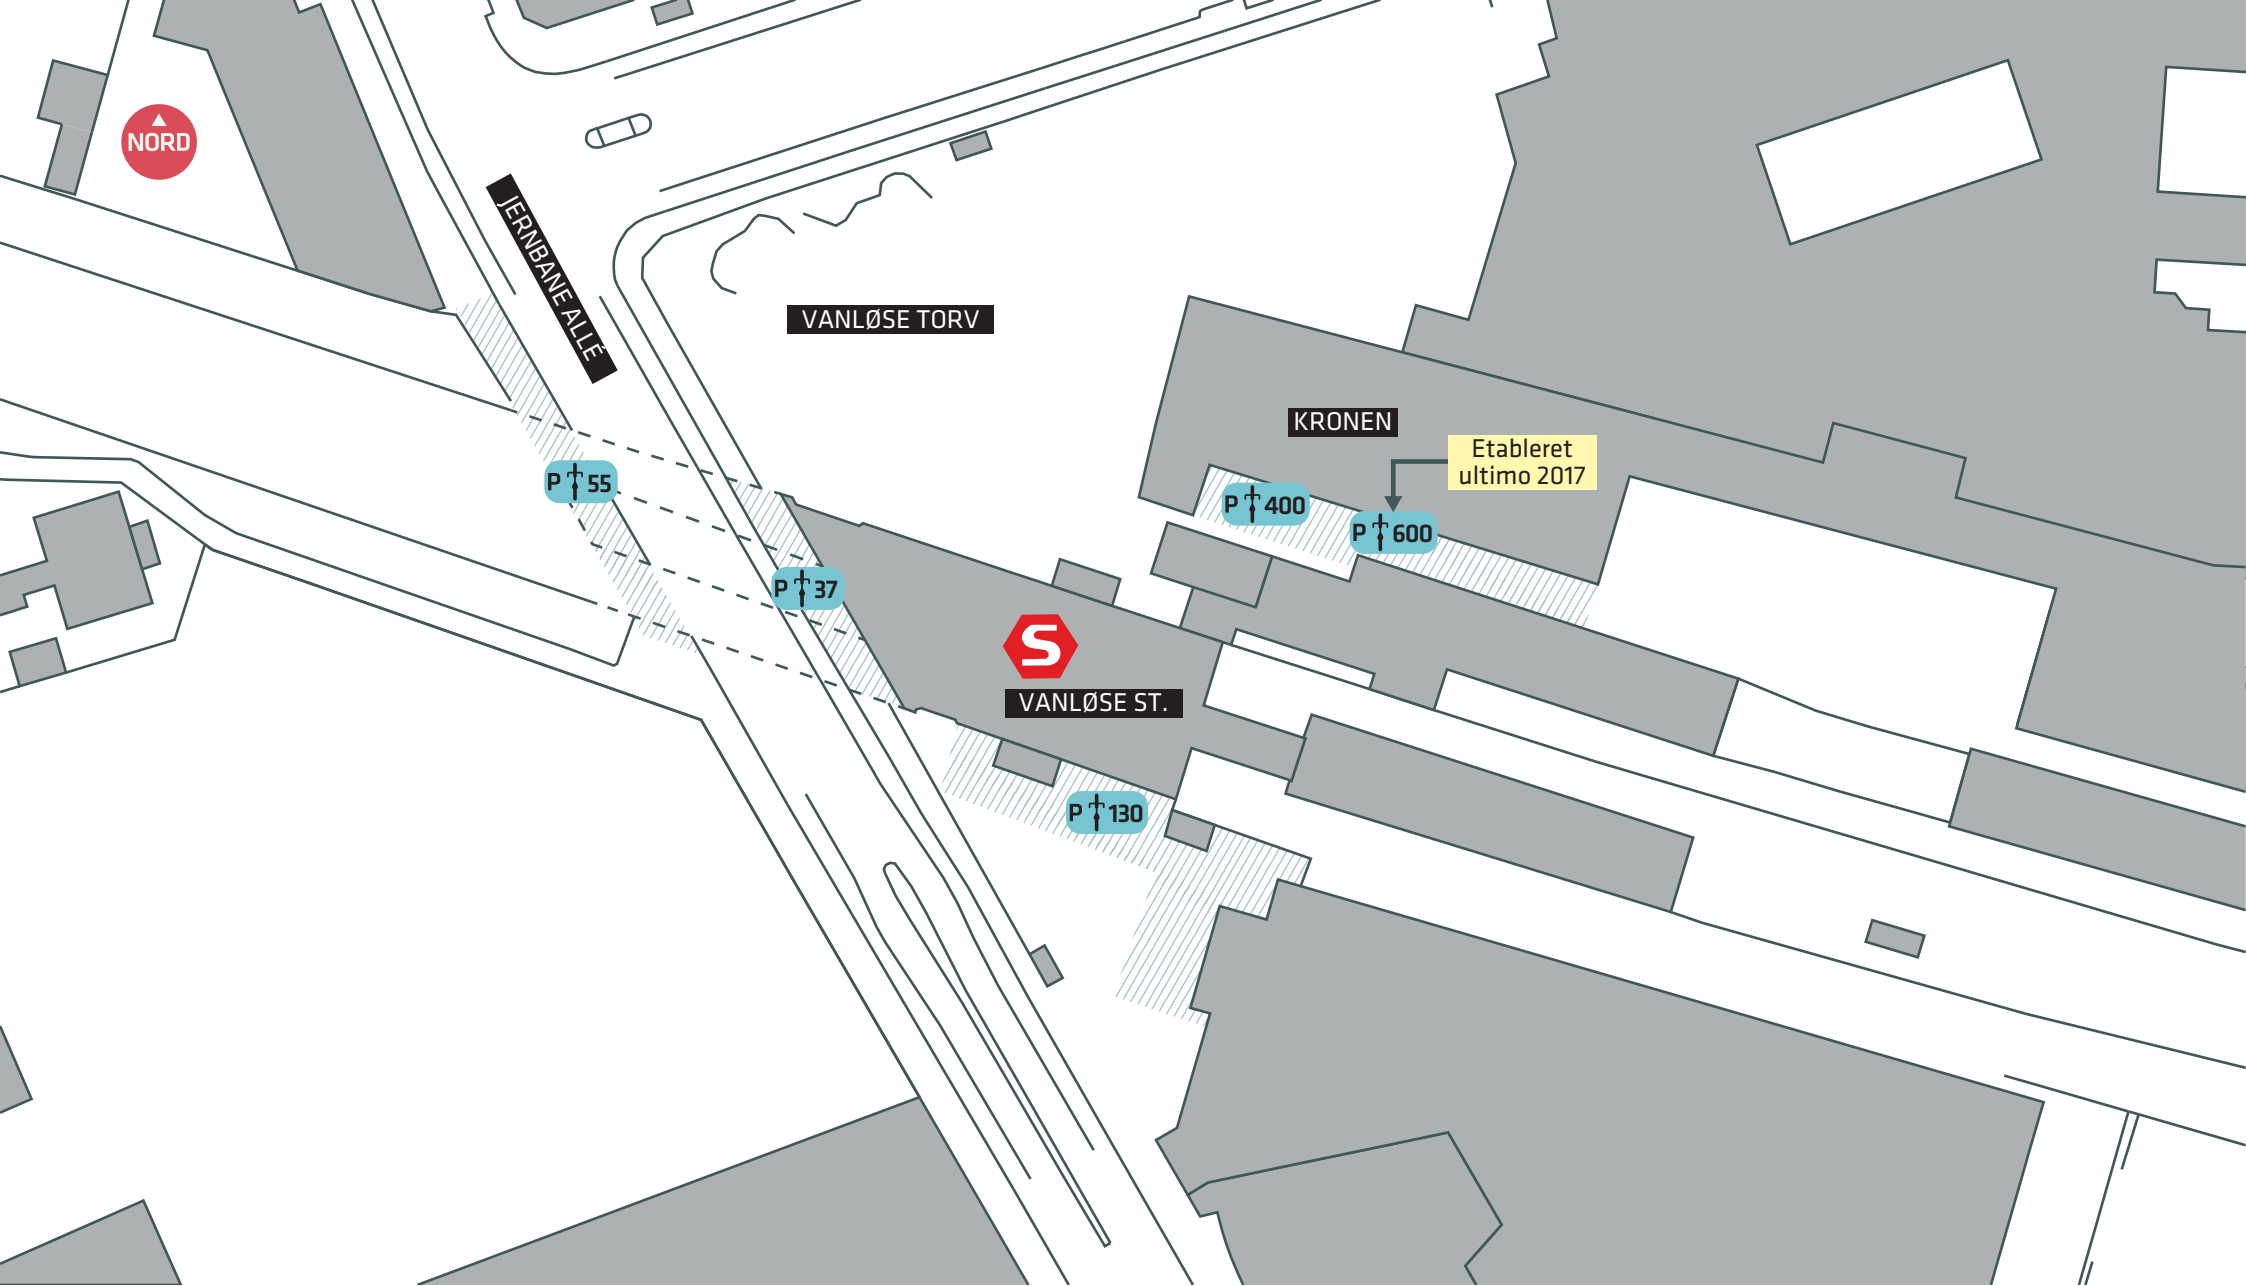 NORD
JERNBANE ALLÉ
VANLØSE TORV
KRONEN
Etableret
ultimo 2017
P 55
P 400
P 600
P 37
S
VANLØSE ST.
P 130